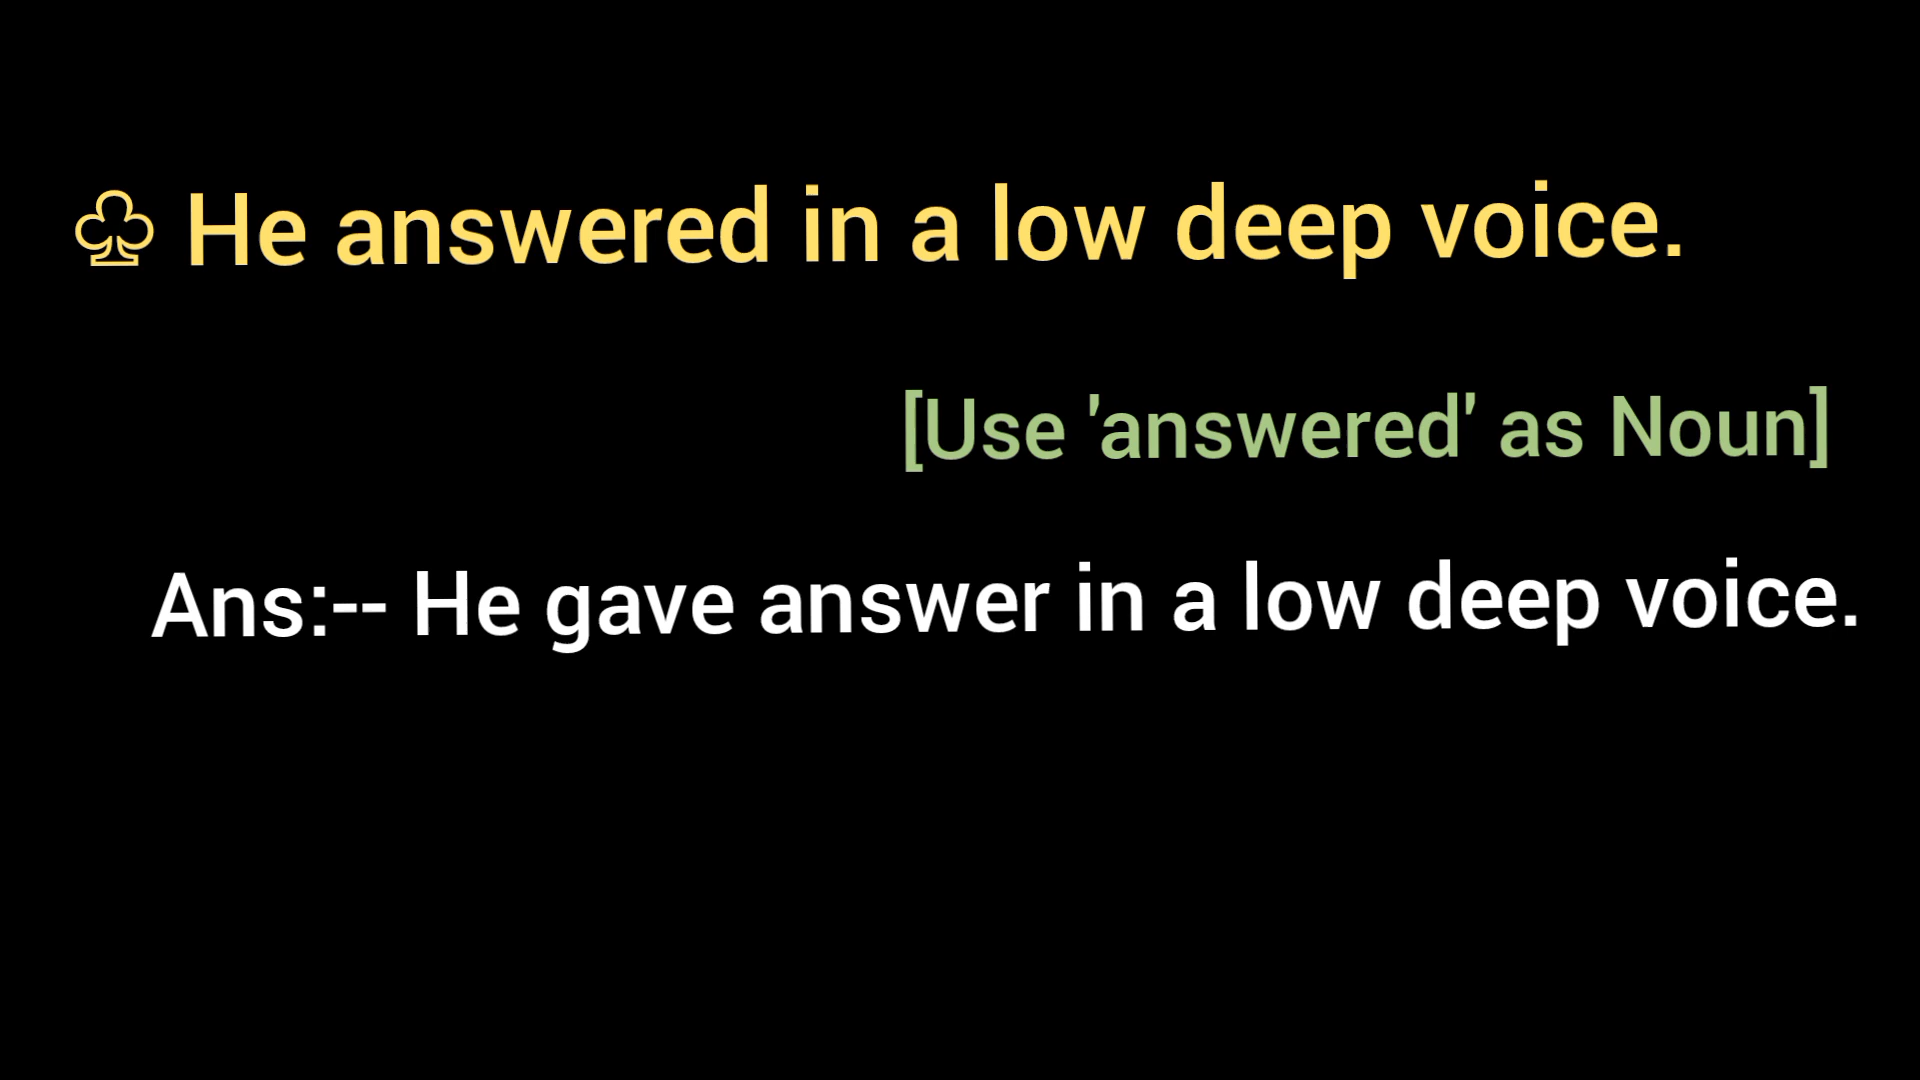 ♧ He answered in a low deep voice.
[Use 'answered' as Noun]
Ans:-- He gave answer in a low deep voice.